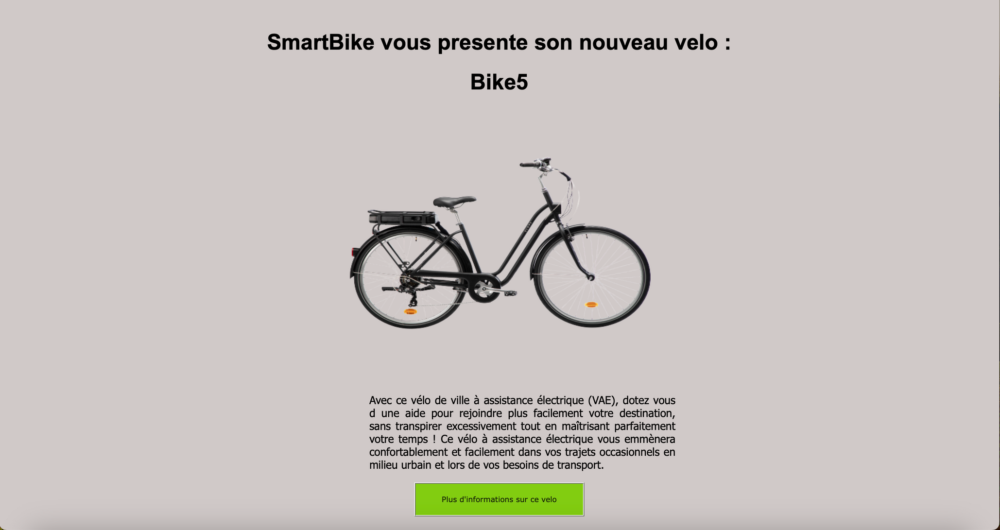 SmartBike vous presente son nouveau velo :
Bike5
Avec ce vélo de ville à assistance électrique (VAE), dotez vous
d une aide pour rejoindre plus facilement votre destination,
sans transpirer excessivement tout en maîtrisant parfaitement
votre temps ! Ce vélo à assistance électrique vous emmènera
confortablement et facilement dans vos trajets occasionnels en
milieu urbain et lors de vos besoins de transport.
Plus d'informations sur ce velo